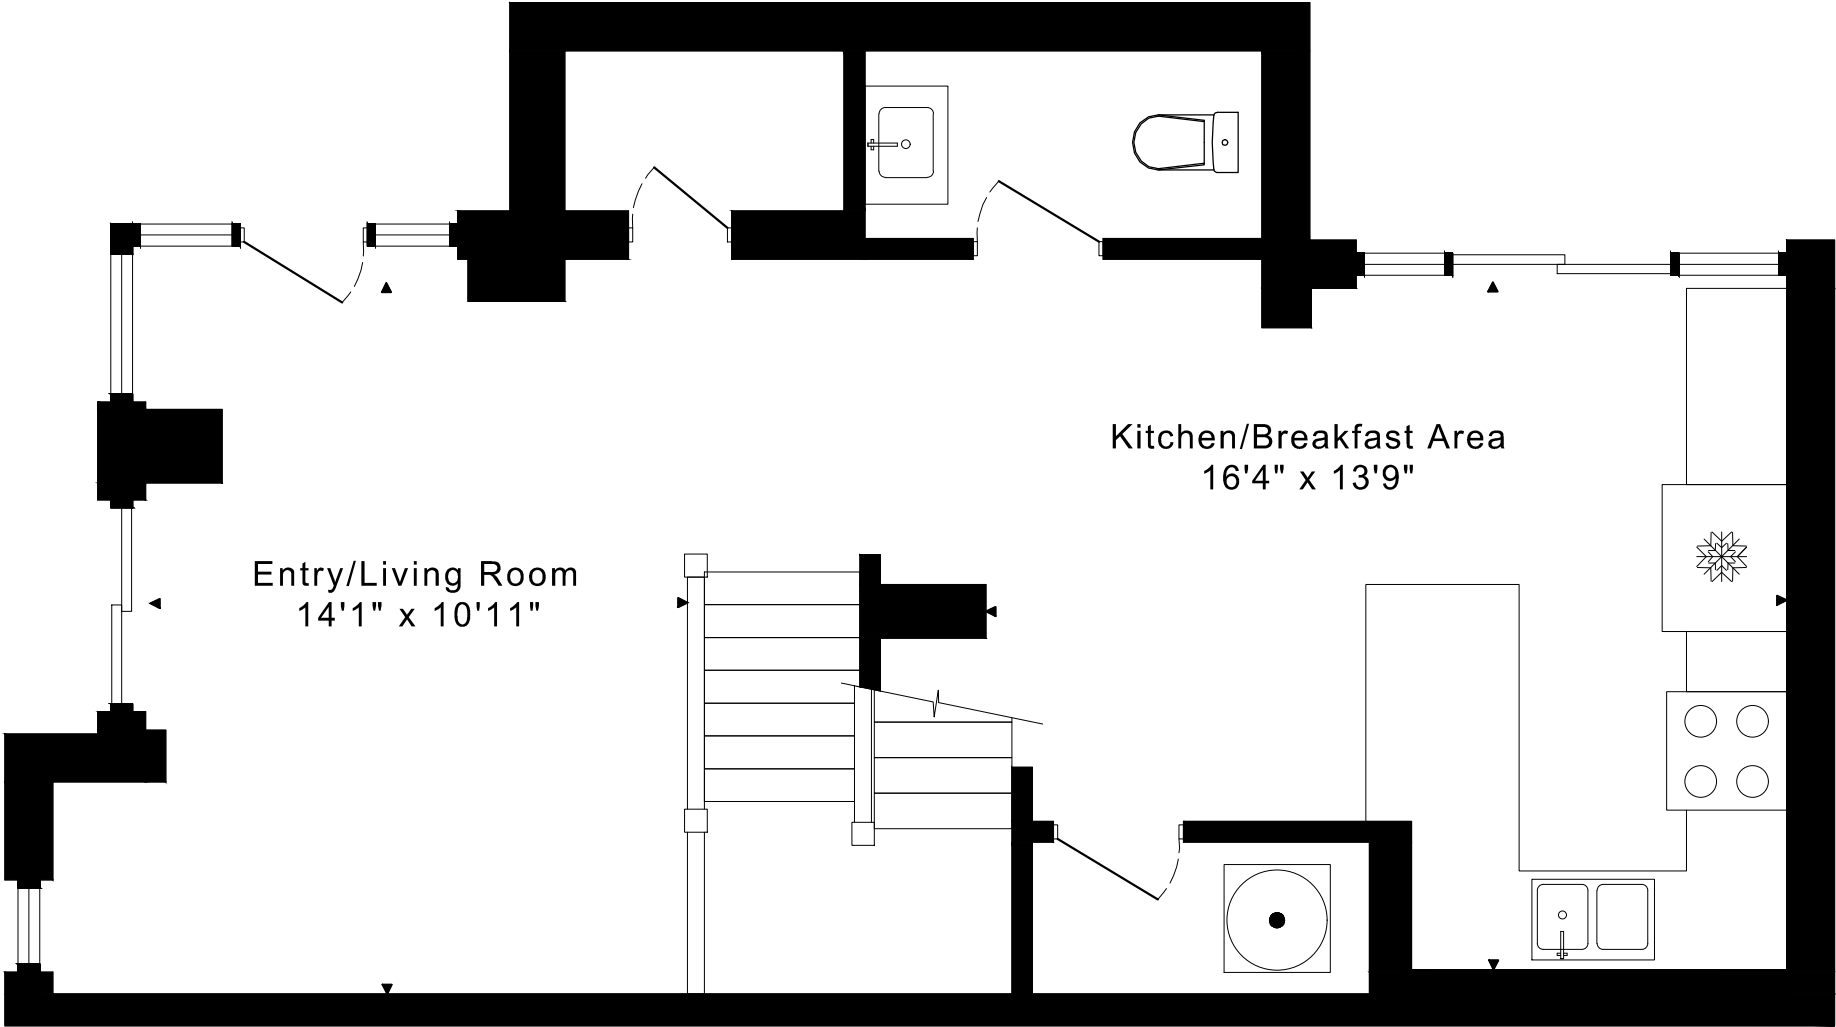 Kitchen/Breakfast Area
16'4" x 13'9"
Entry/Living Room
14'1" x 10'11"